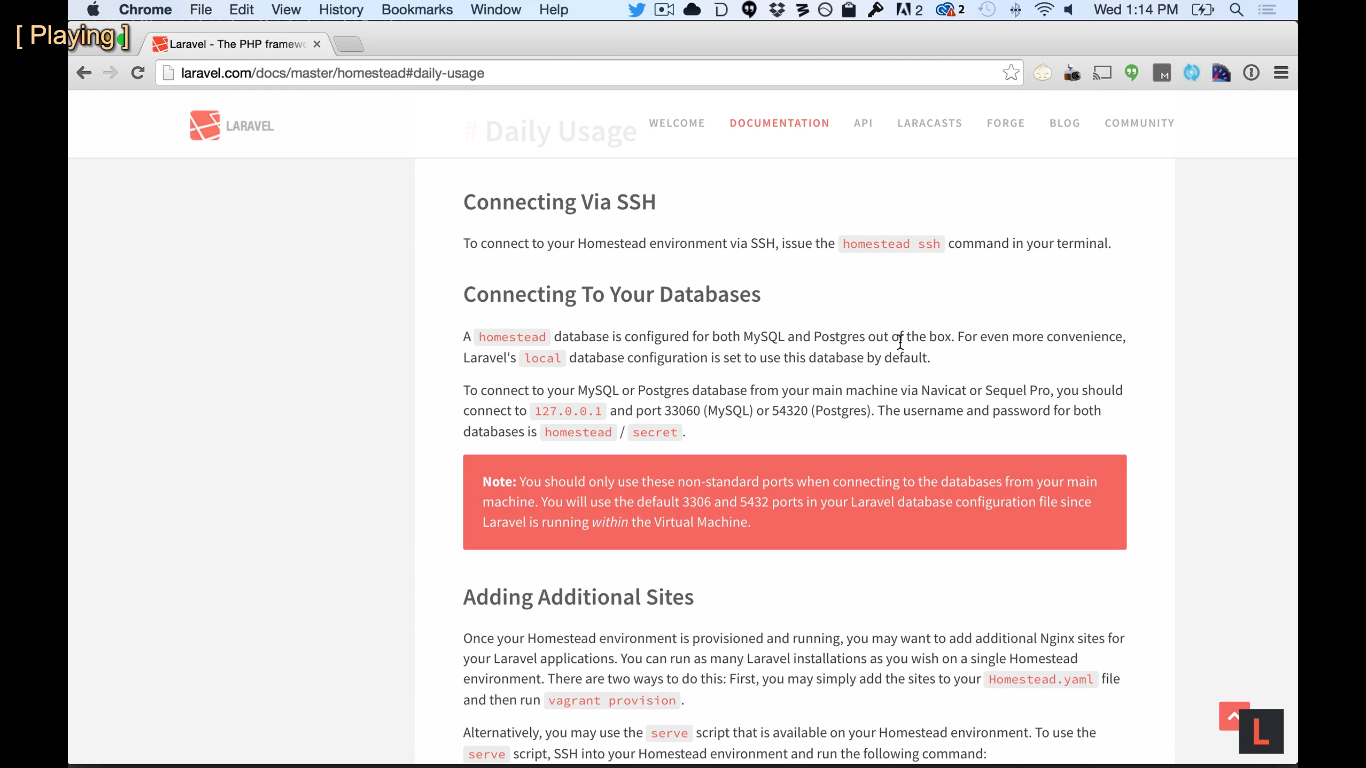 Chrome File Edit View History Bookmarks Window Help 2 2 Wed 1:14 PM
[ Playing ]
Laravel - The PHP framewo
laravel.com/docs/master/homestead#daily-usage
LARAVEL
# Daily Usage
WELCOME DOCUMENTATION API LARACASTS FORGE BLOG COMMUNITY
Connecting Via SSH
To connect to your Homestead environment via SSH, issue the homestead ssh command in your terminal.
Connecting To Your Databases
A homestead database is configured for both MySQL and Postgres out of the box. For even more convenience,
Laravel's local database configuration is set to use this database by default.
To connect to your MySQL or Postgres database from your main machine via Navicat or Sequel Pro, you should
connect to 127.0.0.1 and port 33060 (MySQL) or 54320 (Postgres). The username and password for both
databases is homestead / secret .
Note: You should only use these non-standard ports when connecting to the databases from your main
machine. You will use the default 3306 and 5432 ports in your Laravel database configuration file since
Laravel is running within the Virtual Machine.
Adding Additional Sites
Once your Homestead environment is provisioned and running, you may want to add additional Nginx sites for
your Laravel applications. You can run as many Laravel installations as you wish on a single Homestead
environment. There are two ways to do this: First, you may simply add the sites to your Homestead.yaml file
and then run vagrant provision .
Alternatively, you may use the serve script that is available on your Homestead environment. To use the
serve script, SSH into your Homestead environment and run the following command:
L